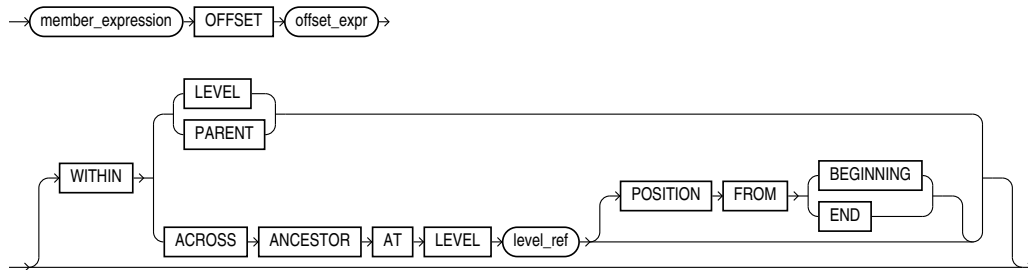 member_expression OFFSET offset_expr
LEVEL
PARENT
WITHIN
BEGINNING
POSITION FROM
END
ACROSS ANCESTOR AT LEVEL level_ref